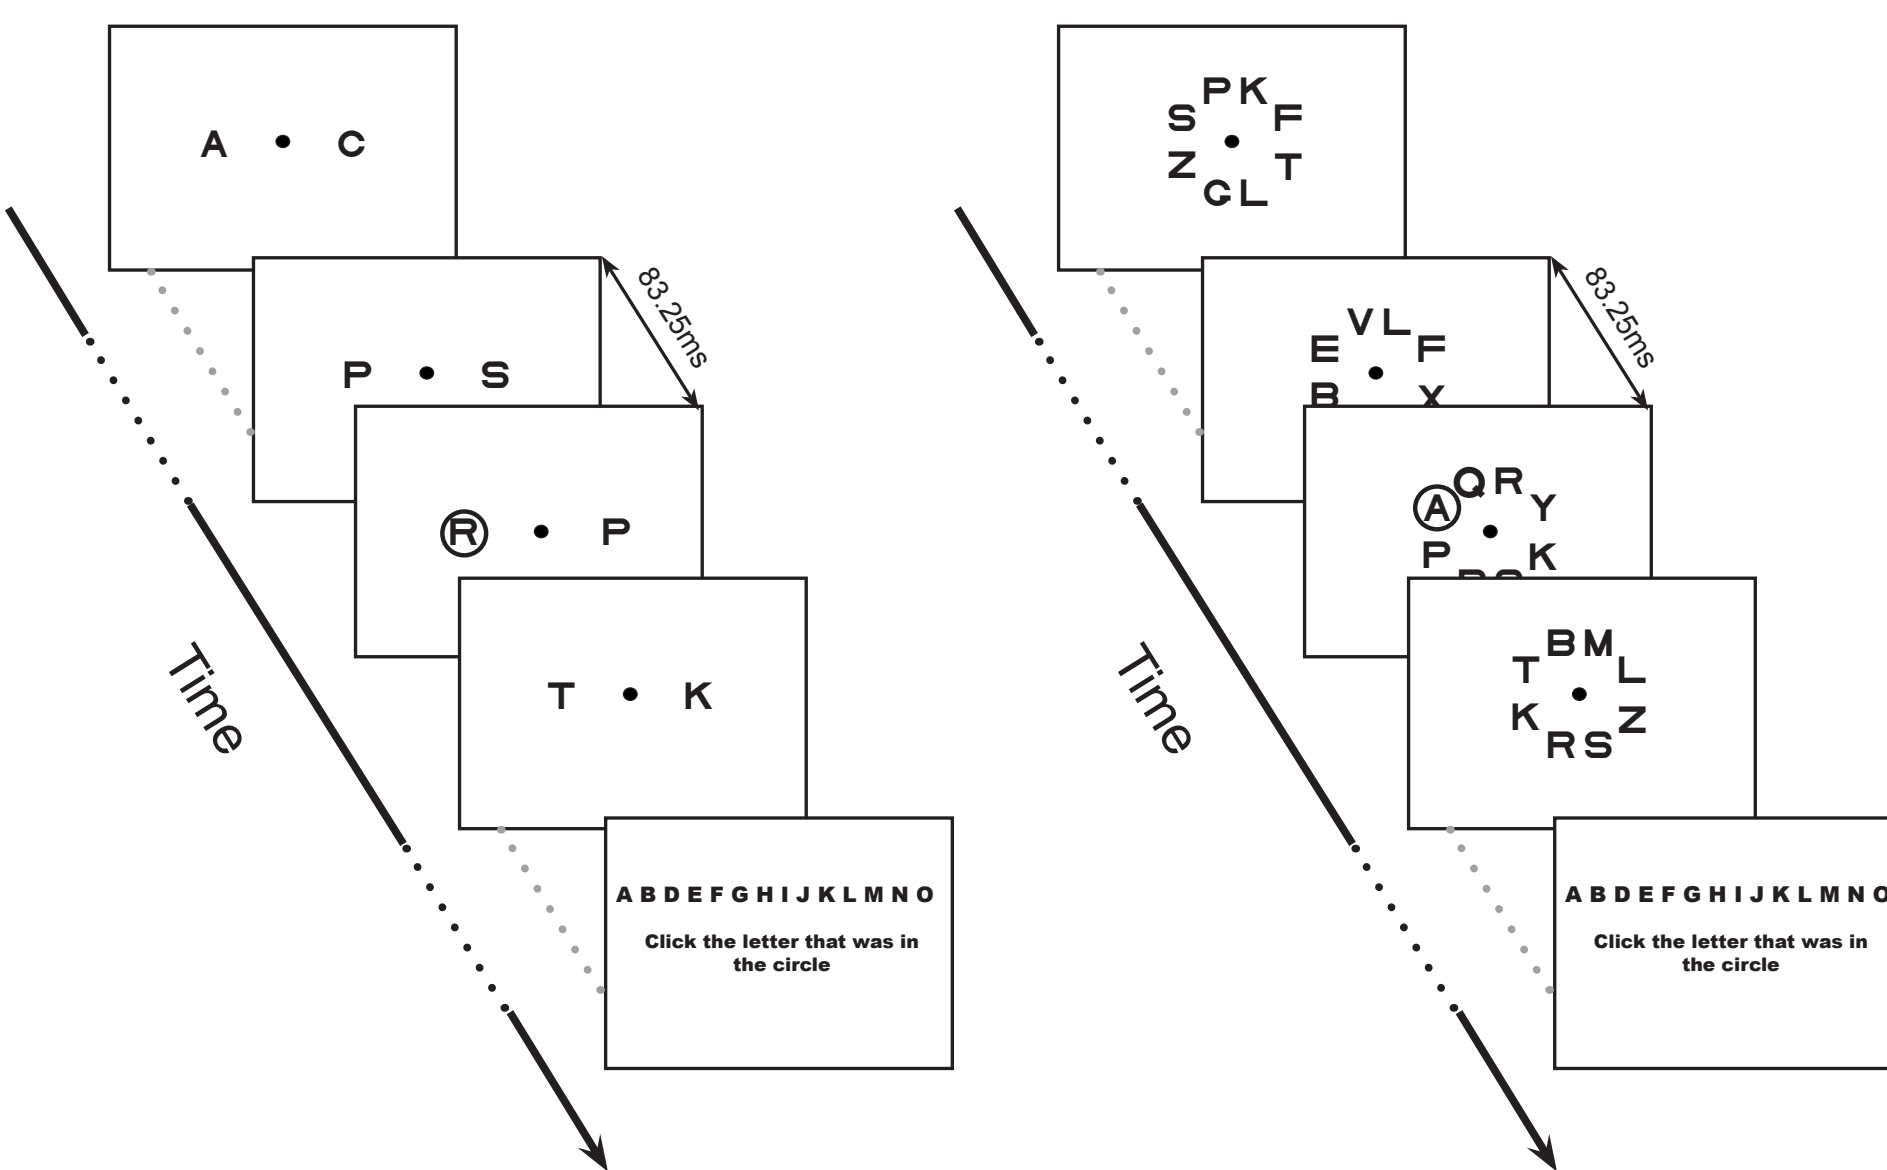 A C
P S
83.25ms
R P
T K
Time
A B D E F G H I J K L M N O
Click the letter that was in
the circle
P K
S F
Z T
G L
V L
E F
B X
83.25ms
Q R
A Y
P K
B M
T L
K Z
R S
Time
A B D E F G H I J K L M N O
Click the letter that was in
the circle